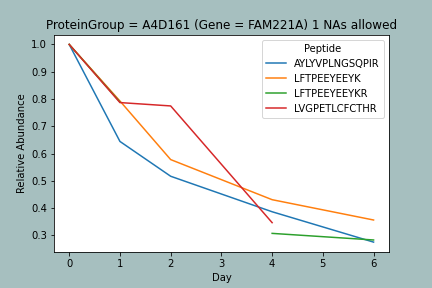 ProteinGroup = A4D161 (Gene = FAM221A) 1 NAs allowed
Peptide
AYLYVPLNGSQPIR
LFTPEEYEEYK
LFTPEEYEEYKR
LVGPETLCFCTHR
Relative Abundance
1.0
0.9
0.8
0.7
0.6
0.5
0.4
0.3
0 1 2 3 4 5 6
Day